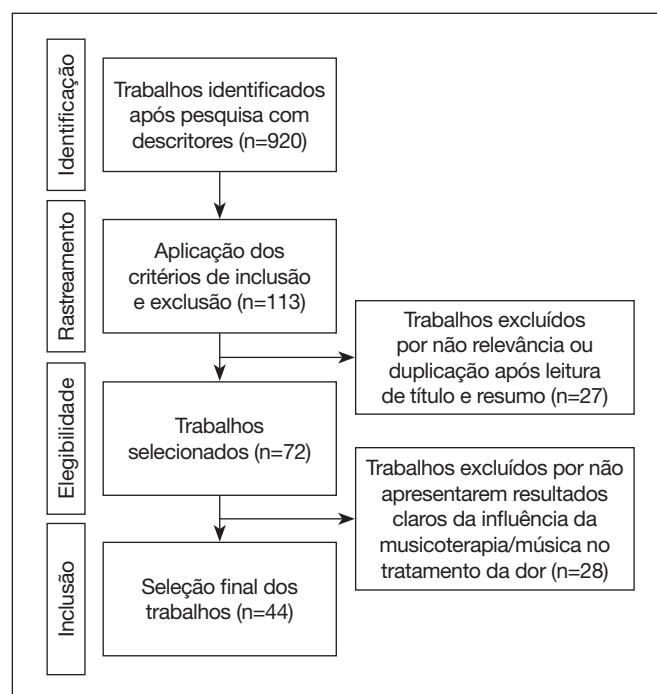 Identificação
Trabalhos identificados
após pesquisa com
descritores (n=920)
Rastreamento
Aplicação dos
critérios de inclusão
e exclusão (n=113)
Trabalhos excluídos
por não relevância ou
duplicação após leitura
de título e resumo (n=27)
Elegibilidade
Trabalhos
selecionados (n=72)
Trabalhos excluídos por não
apresentarem resultados
claros da influência da
musicoterapia/música no
tratamento da dor (n=28)
Inclusão
Seleção final dos
trabalhos (n=44)